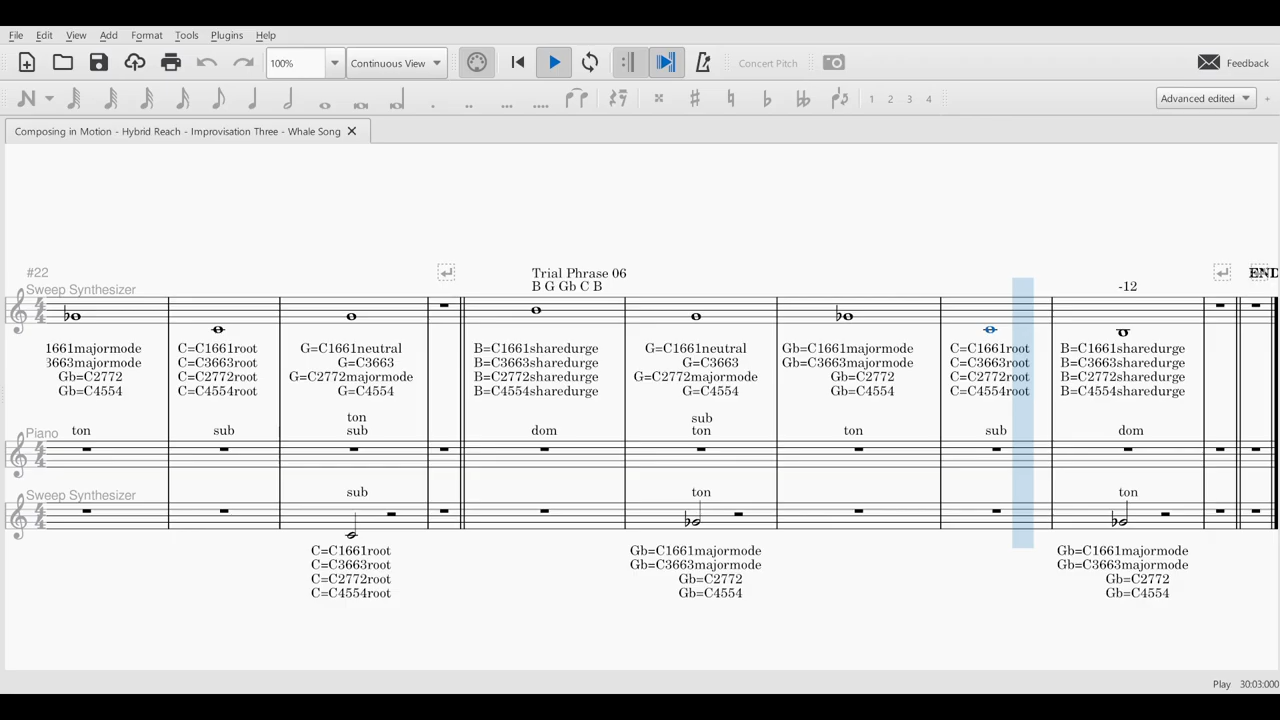 File Edit View Add Format Tools Plugins Help
100% Continuous View Concert Pitch Feedback
1 2 3 4 Advanced edited
Composing in Motion - Hybrid Reach - Improvisation Three - Whale Song
#22 Trial Phrase 06 END
B G Gb C B -12
Sweep Synthesizer
1661majormode C=C1661root G=C1661neutral B=C1661sharedurge G=C1661neutral Gb=C1661majormode C=C1661root B=C1661sharedurge
3663majormode C=C3663root G=C3663 B=C3663sharedurge G=C3663 Gb=C3663majormode C=C3663root B=C3663sharedurge
Gb=C2772 C=C2772root G=C2772majormode B=C2772sharedurge G=C2772majormode Gb=C2772 C=C2772root B=C2772sharedurge
Gb=C4554 C=C4554root G=C4554 B=C4554sharedurge G=C4554 Gb=C4554 C=C4554root B=C4554sharedurge
ton sub
ton sub sub dom ton ton sub dom
Piano
sub ton ton
Sweep Synthesizer
C=C1661root Gb=C1661majormode Gb=C1661majormode
C=C3663root Gb=C3663majormode Gb=C3663majormode
C=C2772root Gb=C2772 Gb=C2772
C=C4554root Gb=C4554 Gb=C4554
Play 30:03:000